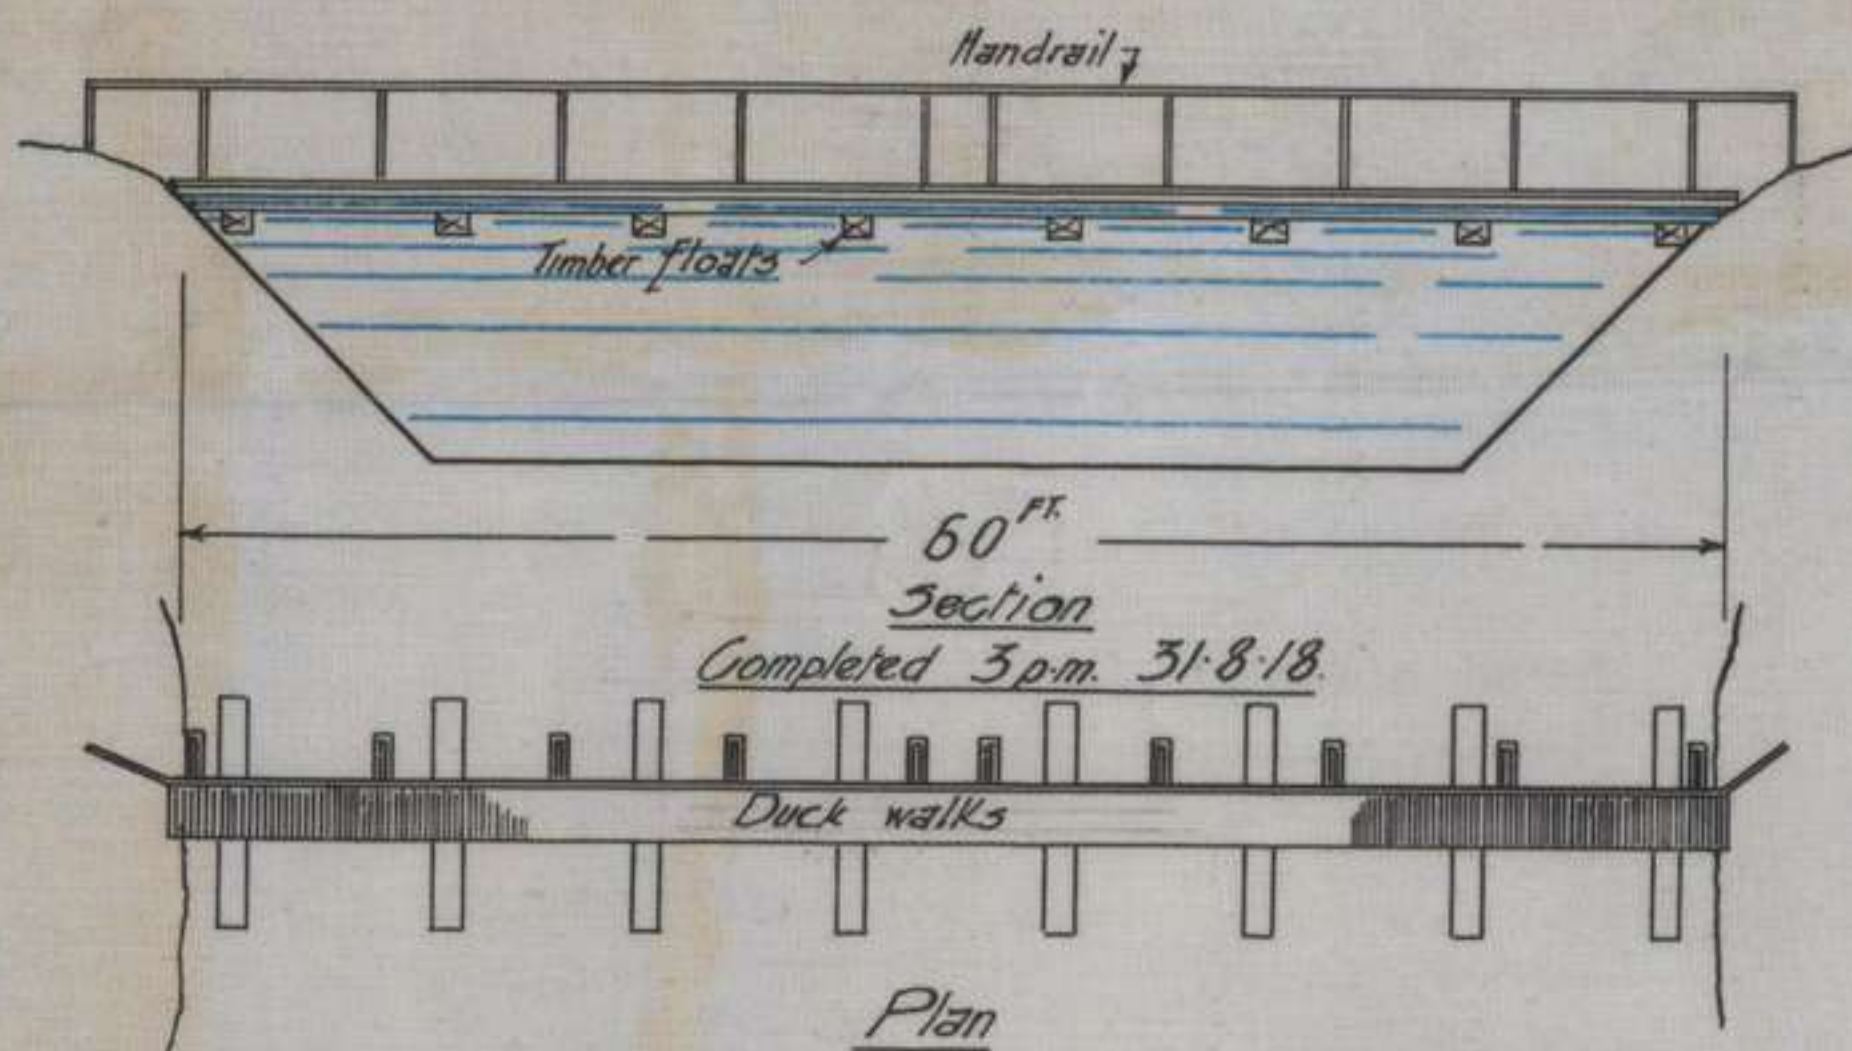 Handrail
Timber floats
60 FT.
Section
Completed 3 p.m. 31·8·18.
Duck walks
Plan